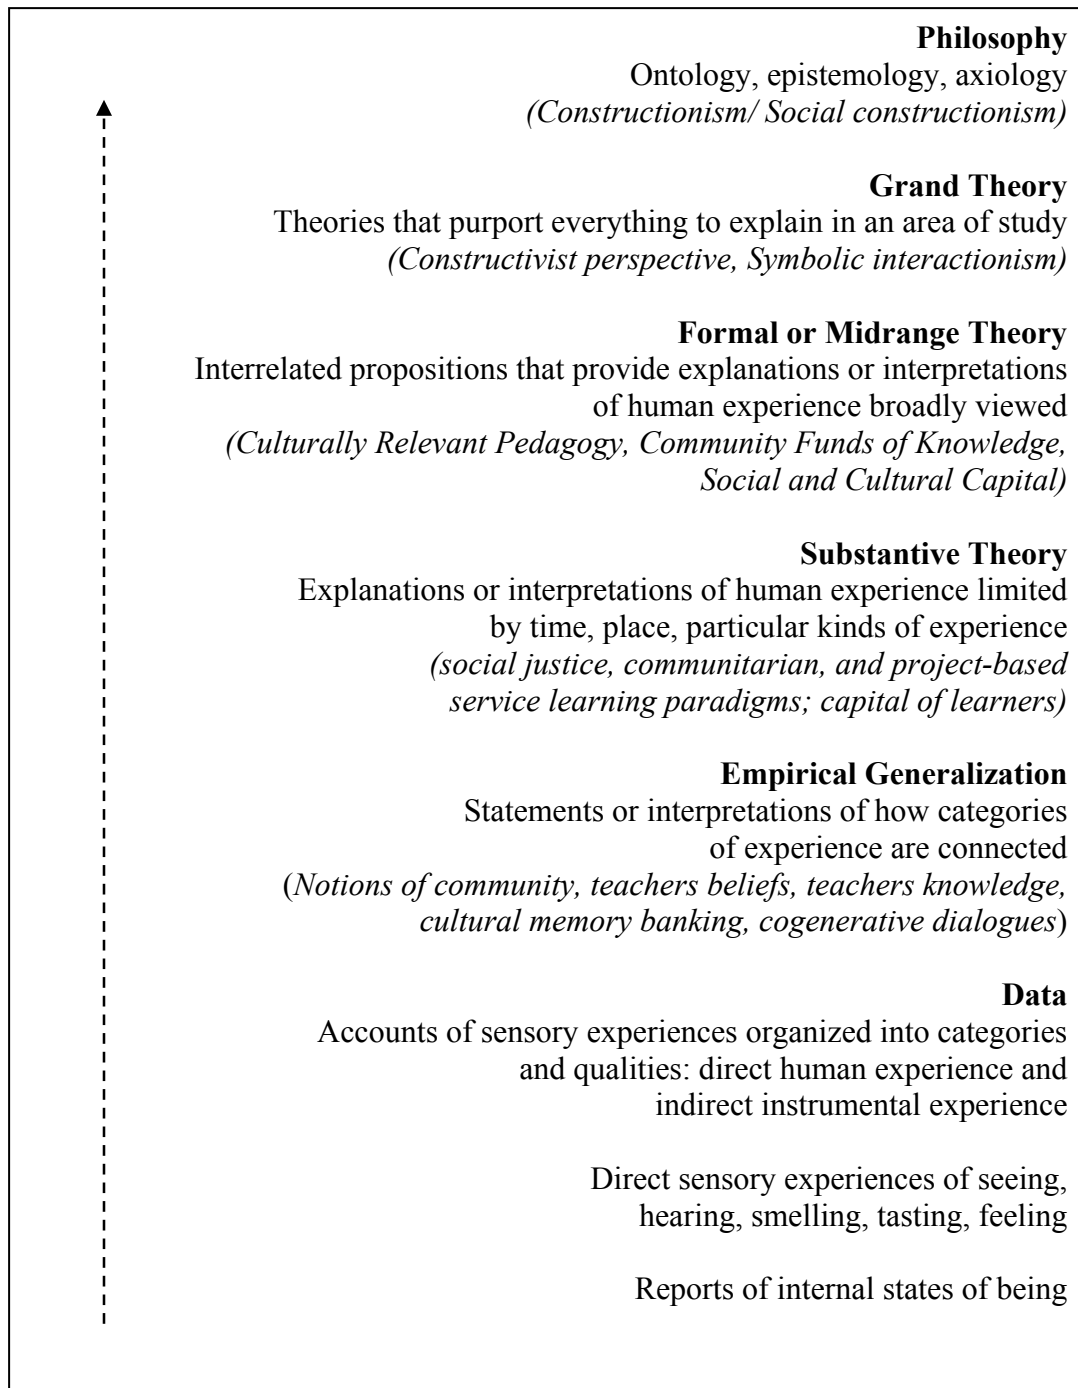 Philosophy
Ontology, epistemology, axiology
(Constructionism/ Social constructionism)
Grand Theory
Theories that purport everything to explain in an area of study
(Constructivist perspective, Symbolic interactionism)
Formal or Midrange Theory
Interrelated propositions that provide explanations or interpretations
of human experience broadly viewed
(Culturally Relevant Pedagogy, Community Funds of Knowledge,
Social and Cultural Capital)
Substantive Theory
Explanations or interpretations of human experience limited
by time, place, particular kinds of experience
(social justice, communitarian, and project-based
service learning paradigms; capital of learners)
Empirical Generalization
Statements or interpretations of how categories
of experience are connected
(Notions of community, teachers beliefs, teachers knowledge,
cultural memory banking, cogenerative dialogues)
Data
Accounts of sensory experiences organized into categories
and qualities: direct human experience and
indirect instrumental experience
Direct sensory experiences of seeing,
hearing, smelling, tasting, feeling
Reports of internal states of being